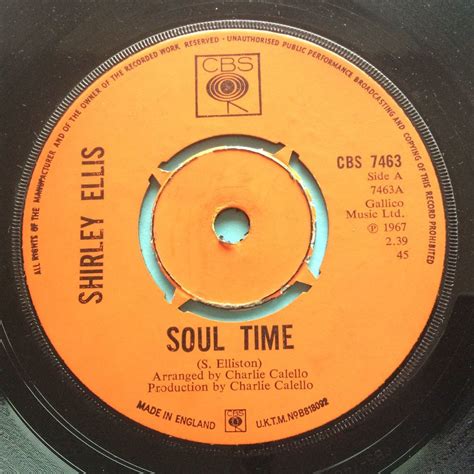 ALL RIGHTS OF THE MANUFACTURER AND OF THE OWNER OF THE RECORDED WORK RESERVED. UNAUTHORISED PUBLIC PERFORMANCE BROADCASTING AND COPYING OF THIS RECORD PROHIBITED
CBS
SHIRLEY ELLIS
CBS 7463
Side A
7463A
Gallico
Music Ltd.
℗ 1967
2.39
45
SOUL TIME
(S. Elliston)
Arranged by Charlie Calello
Production by Charlie Calello
MADE IN ENGLAND
CBS
U.K.T.M. NºB818092